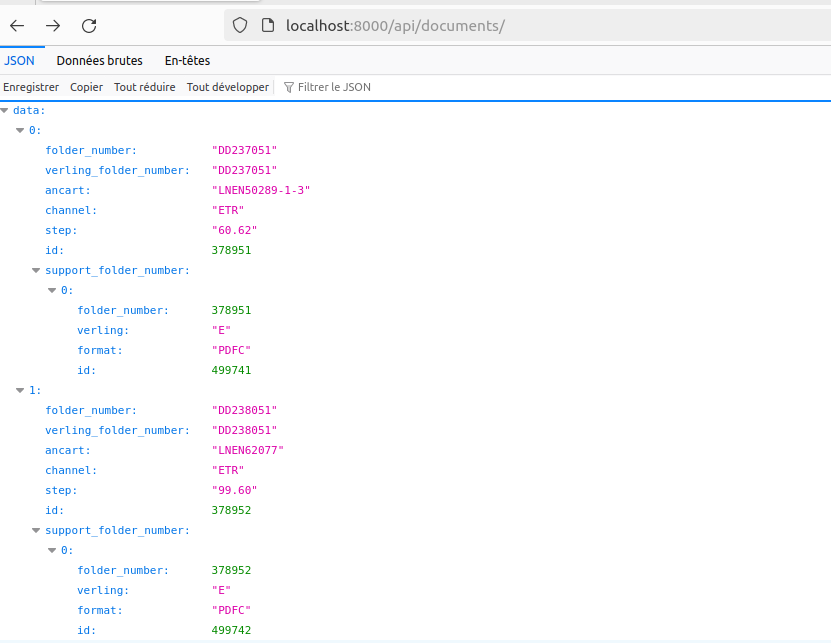 localhost:8000/api/documents/
JSON Données brutes En-têtes
Enregistrer Copier Tout réduire Tout développer Filtrer le JSON
data:
0:
folder_number: "DD237051"
verling_folder_number: "DD237051"
ancart: "LNEN50289-1-3"
channel: "ETR"
step: "60.62"
id: 378951
support_folder_number:
0:
folder_number: 378951
verling: "E"
format: "PDFC"
id: 499741
1:
folder_number: "DD238051"
verling_folder_number: "DD238051"
ancart: "LNEN62077"
channel: "ETR"
step: "99.60"
id: 378952
support_folder_number:
0:
folder_number: 378952
verling: "E"
format: "PDFC"
id: 499742